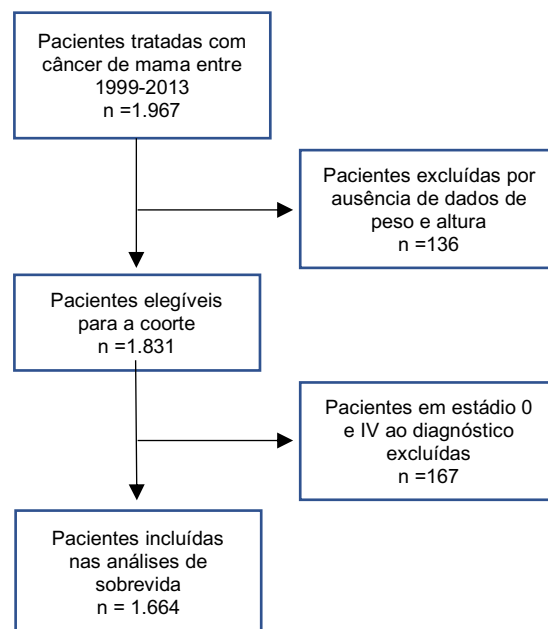 Pacientes tratadas com
câncer de mama entre
1999-2013
n =1.967
Pacientes excluídas por
ausência de dados de
peso e altura
n =136
Pacientes elegíveis
para a coorte
n =1.831
Pacientes em estádio 0
e IV ao diagnóstico
excluídas
n =167
Pacientes incluídas
nas análises de
sobrevida
n = 1.664